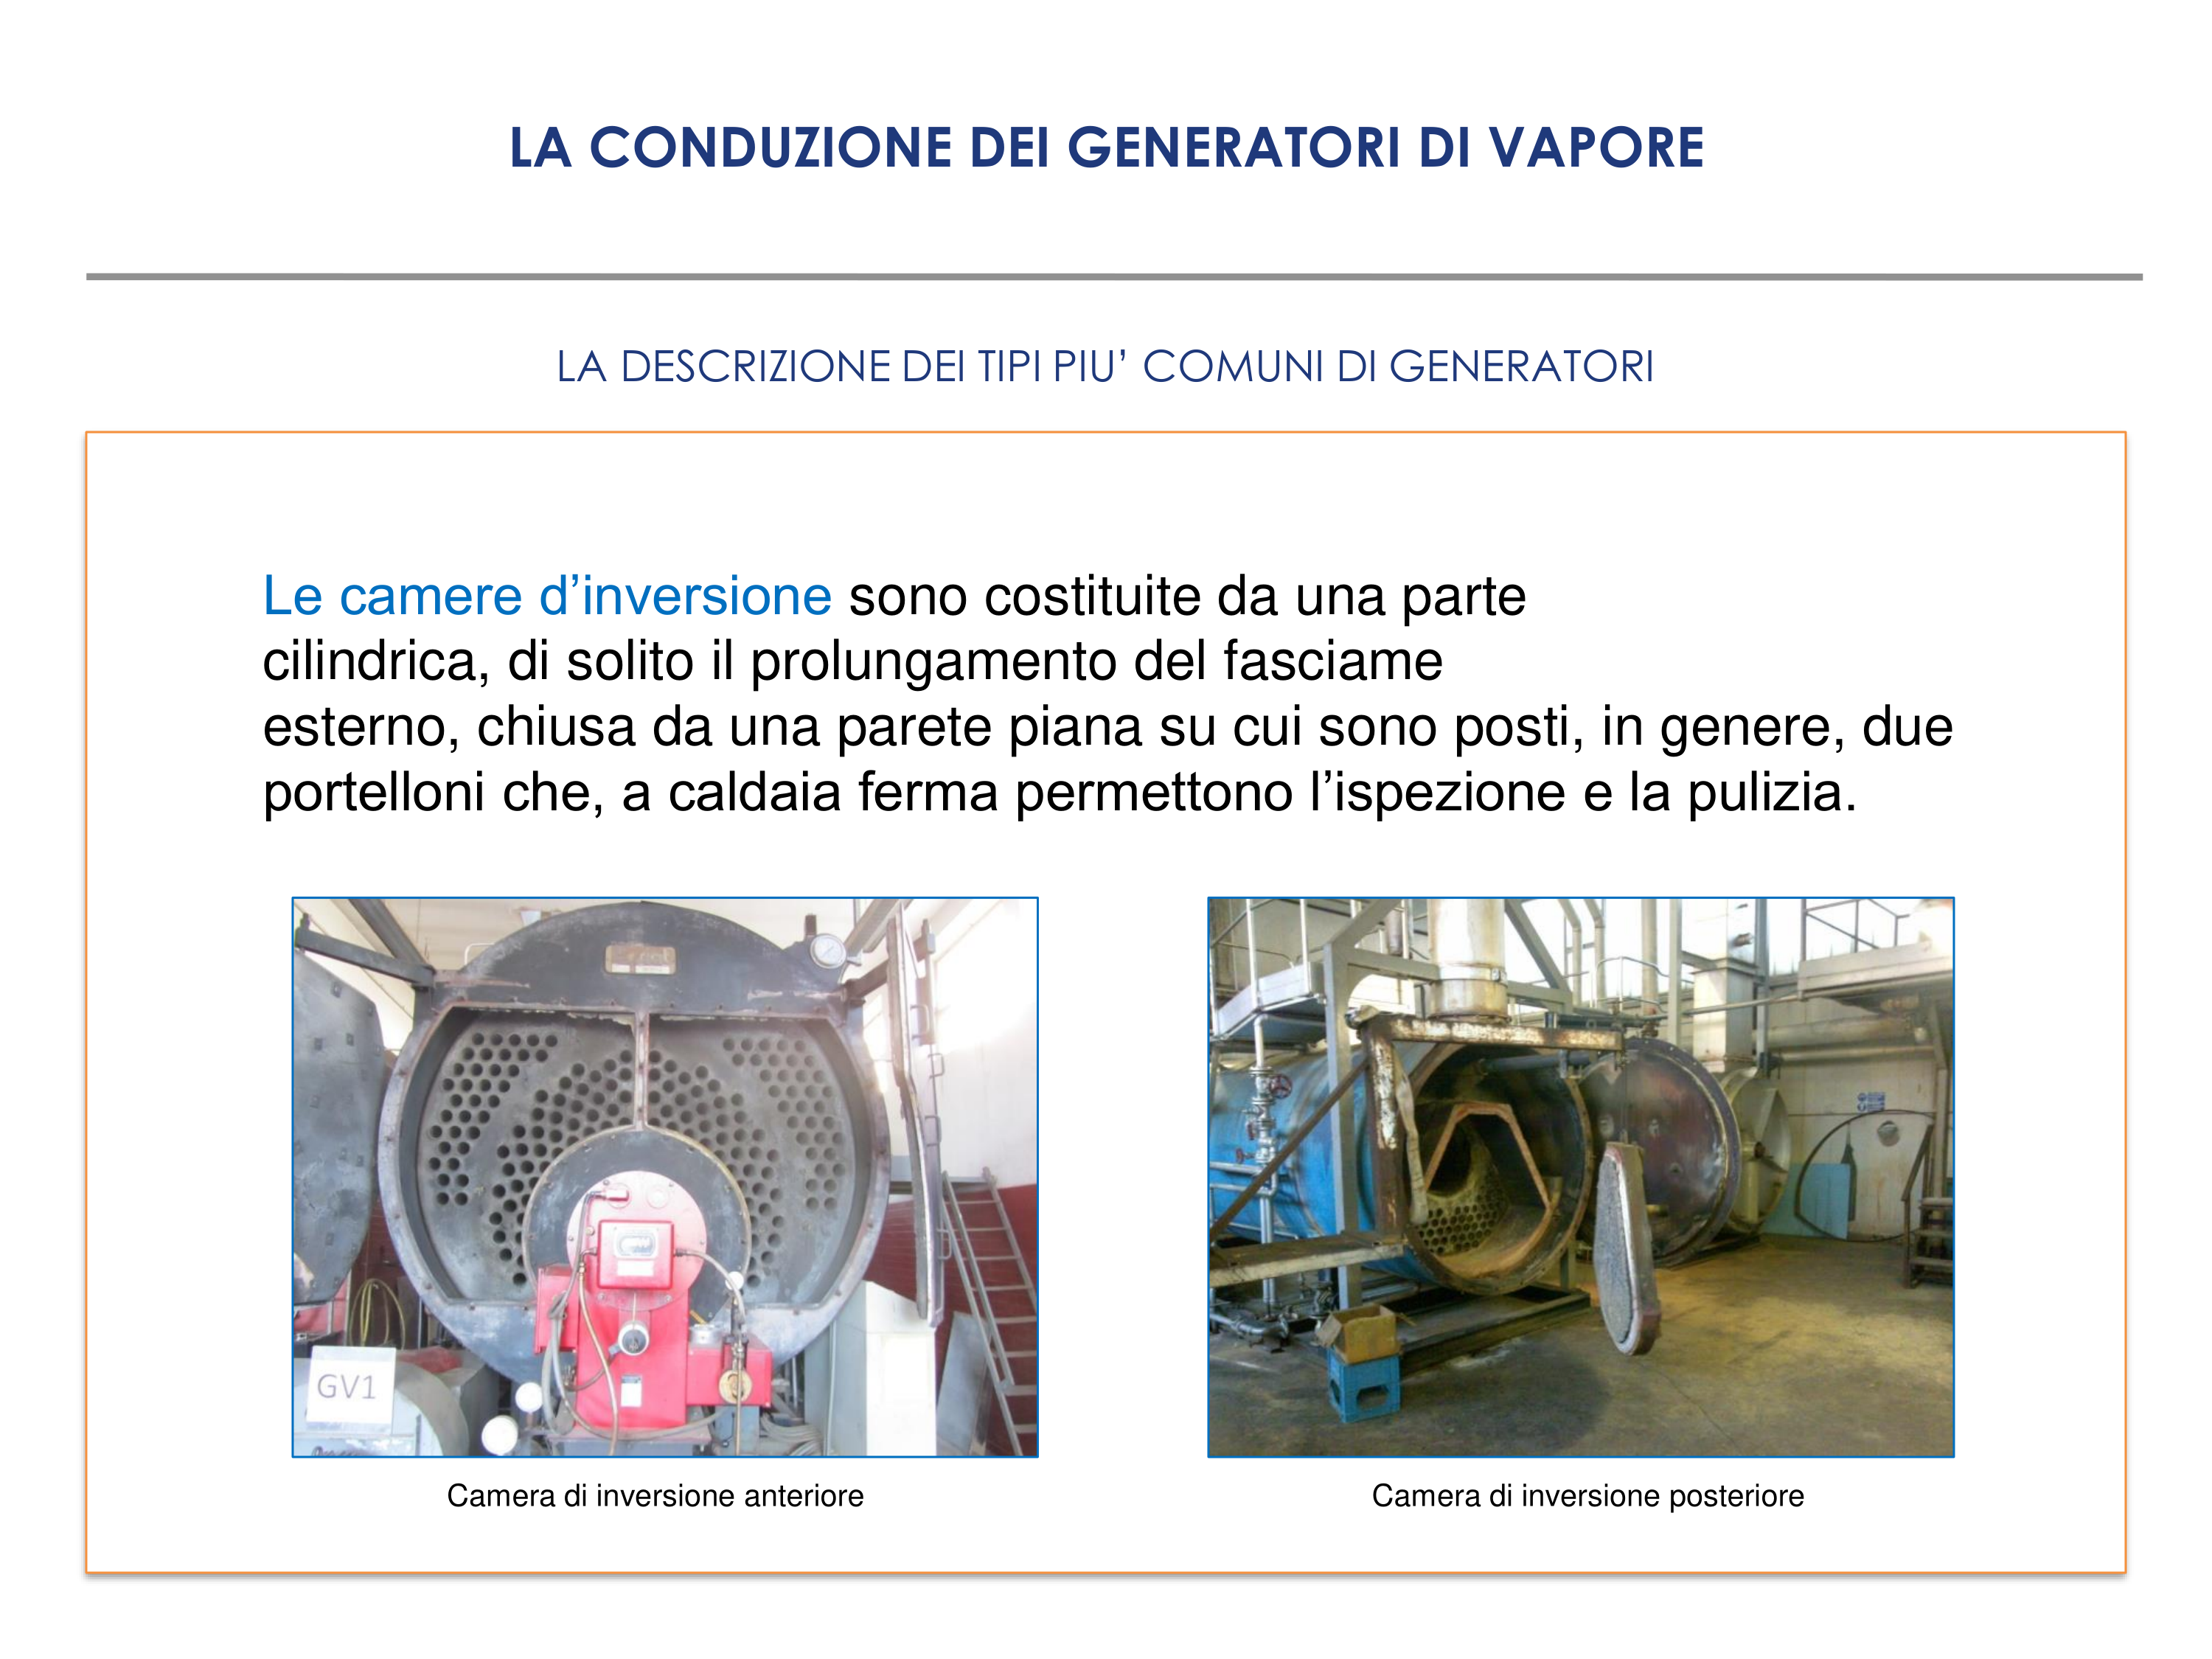 LA CONDUZIONE DEI GENERATORI DI VAPORE
LA DESCRIZIONE DEI TIPI PIU’ COMUNI DI GENERATORI
Le camere d’inversione sono costituite da una parte
cilindrica, di solito il prolungamento del fasciame
esterno, chiusa da una parete piana su cui sono posti, in genere, due
portelloni che, a caldaia ferma permettono l’ispezione e la pulizia.
GV1
Camera di inversione anteriore
Camera di inversione posteriore